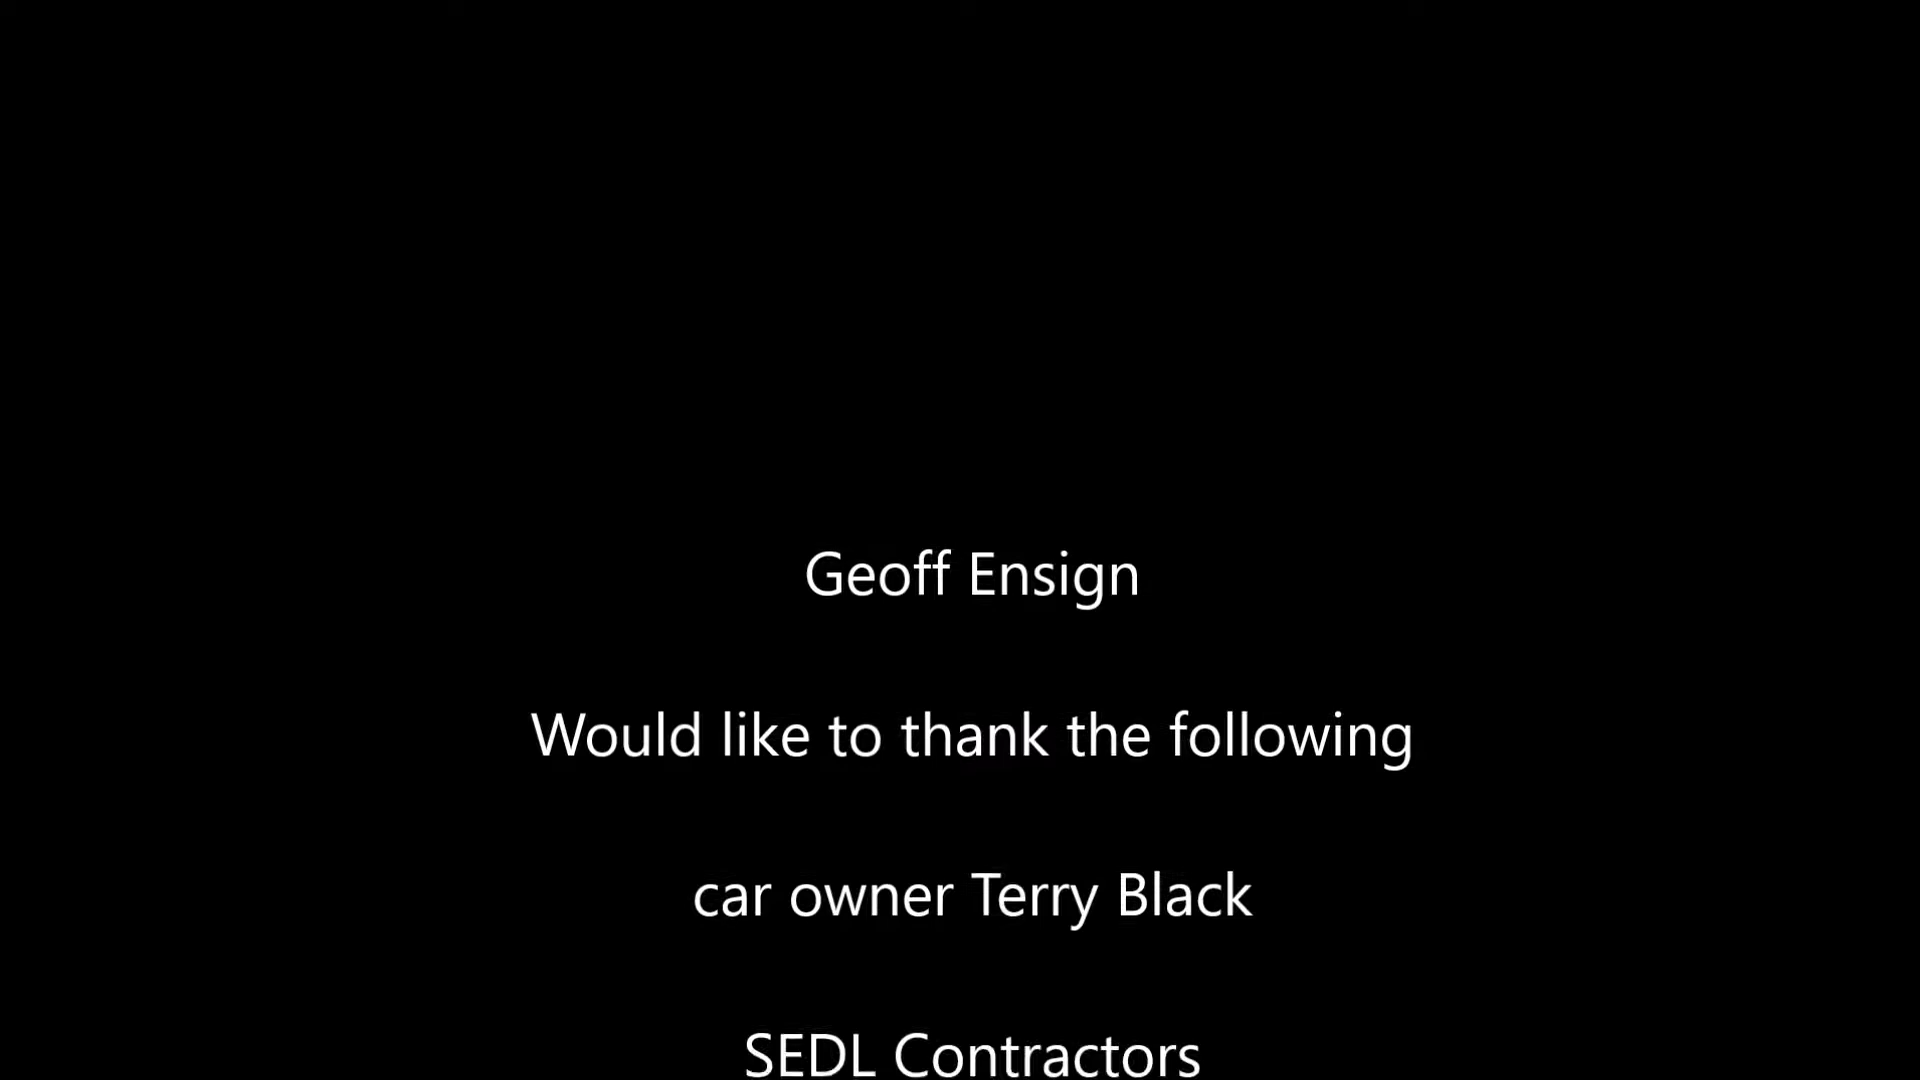 Geoff Ensign
Would like to thank the following
car owner Terry Black
SEDL Contractors